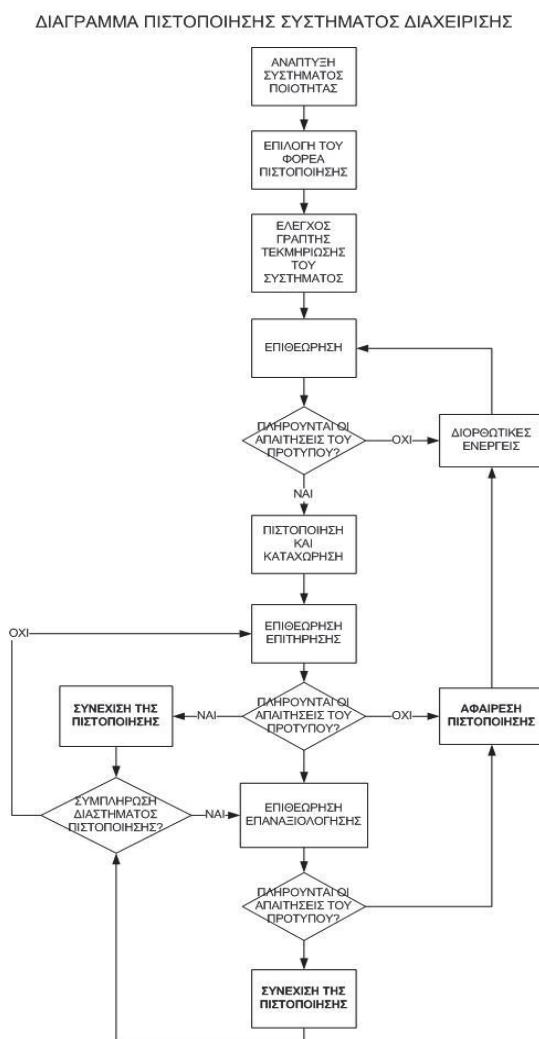 ΔΙΑΓΡΑΜΜΑ ΠΙΣΤΟΠΟΙΗΣΗΣ ΣΥΣΤΗΜΑΤΟΣ ΔΙΑΧΕΙΡΙΣΗΣ
ΑΝΑΠΤΥΞΗ
ΣΥΣΤΗΜΑΤΟΣ
ΠΟΙΟΤΗΤΑΣ
ΕΠΙΛΟΓΗ ΤΟΥ
ΦΟΡΕΑ
ΠΙΣΤΟΠΟΙΗΣΗΣ
ΕΛΕΓΧΟΣ
ΓΡΑΠΤΗΣ
ΤΕΚΜΗΡΙΩΣΗΣ
ΤΟΥ
ΣΥΣΤΗΜΑΤΟΣ
ΕΠΙΘΕΩΡΗΣΗ
ΠΛΗΡΟΥΝΤΑΙ ΟΙ
ΑΠΑΙΤΗΣΕΙΣ ΤΟΥ
ΠΡΟΤΥΠΟΥ?
ΟΧΙ
ΔΙΟΡΘΩΤΙΚΕΣ
ΕΝΕΡΓΕΙΣ
ΝΑΙ
ΠΙΣΤΟΠΟΙΗΣΗ
ΚΑΙ
ΚΑΤΑΧΩΡΗΣΗ
ΟΧΙ
ΕΠΙΘΕΩΡΗΣΗ
ΕΠΙΤΗΡΗΣΗΣ
ΣΥΝΕΧΙΣΗ ΤΗΣ
ΠΙΣΤΟΠΟΙΗΣΗΣ
ΝΑΙ
ΠΛΗΡΟΥΝΤΑΙ ΟΙ
ΑΠΑΙΤΗΣΕΙΣ ΤΟΥ
ΠΡΟΤΥΠΟΥ?
ΟΧΙ
ΑΦΑΙΡΕΣΗ
ΠΙΣΤΟΠΟΙΗΣΗΣ
ΣΥΜΠΛΗΡΩΣΗ
ΔΙΑΣΤΗΜΑΤΟΣ
ΠΙΣΤΟΠΟΙΗΣΗΣ?
ΝΑΙ
ΕΠΙΘΕΩΡΗΣΗ
ΕΠΑΝΑΞΙΟΛΟΓΗΣΗΣ
ΠΛΗΡΟΥΝΤΑΙ ΟΙ
ΑΠΑΙΤΗΣΕΙΣ ΤΟΥ
ΠΡΟΤΥΠΟΥ?
ΣΥΝΕΧΙΣΗ ΤΗΣ
ΠΙΣΤΟΠΟΙΗΣΗΣ